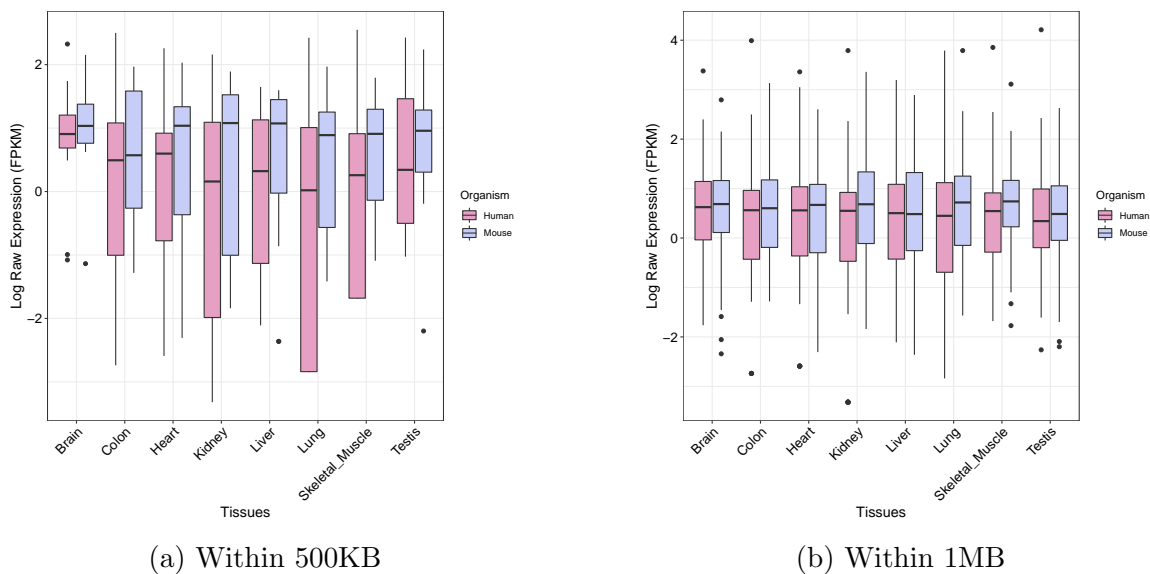 2
0
−2
Log Raw Expression (FPKM)
Brain
Colon
Heart
Kidney
Liver
Lung
Skeletal_Muscle
Testis
Tissues
Organism
Human
Mouse
(a) Within 500KB
4
2
0
−2
Log Raw Expression (FPKM)
Brain
Colon
Heart
Kidney
Liver
Lung
Skeletal_Muscle
Testis
Tissues
Organism
Human
Mouse
(b) Within 1MB